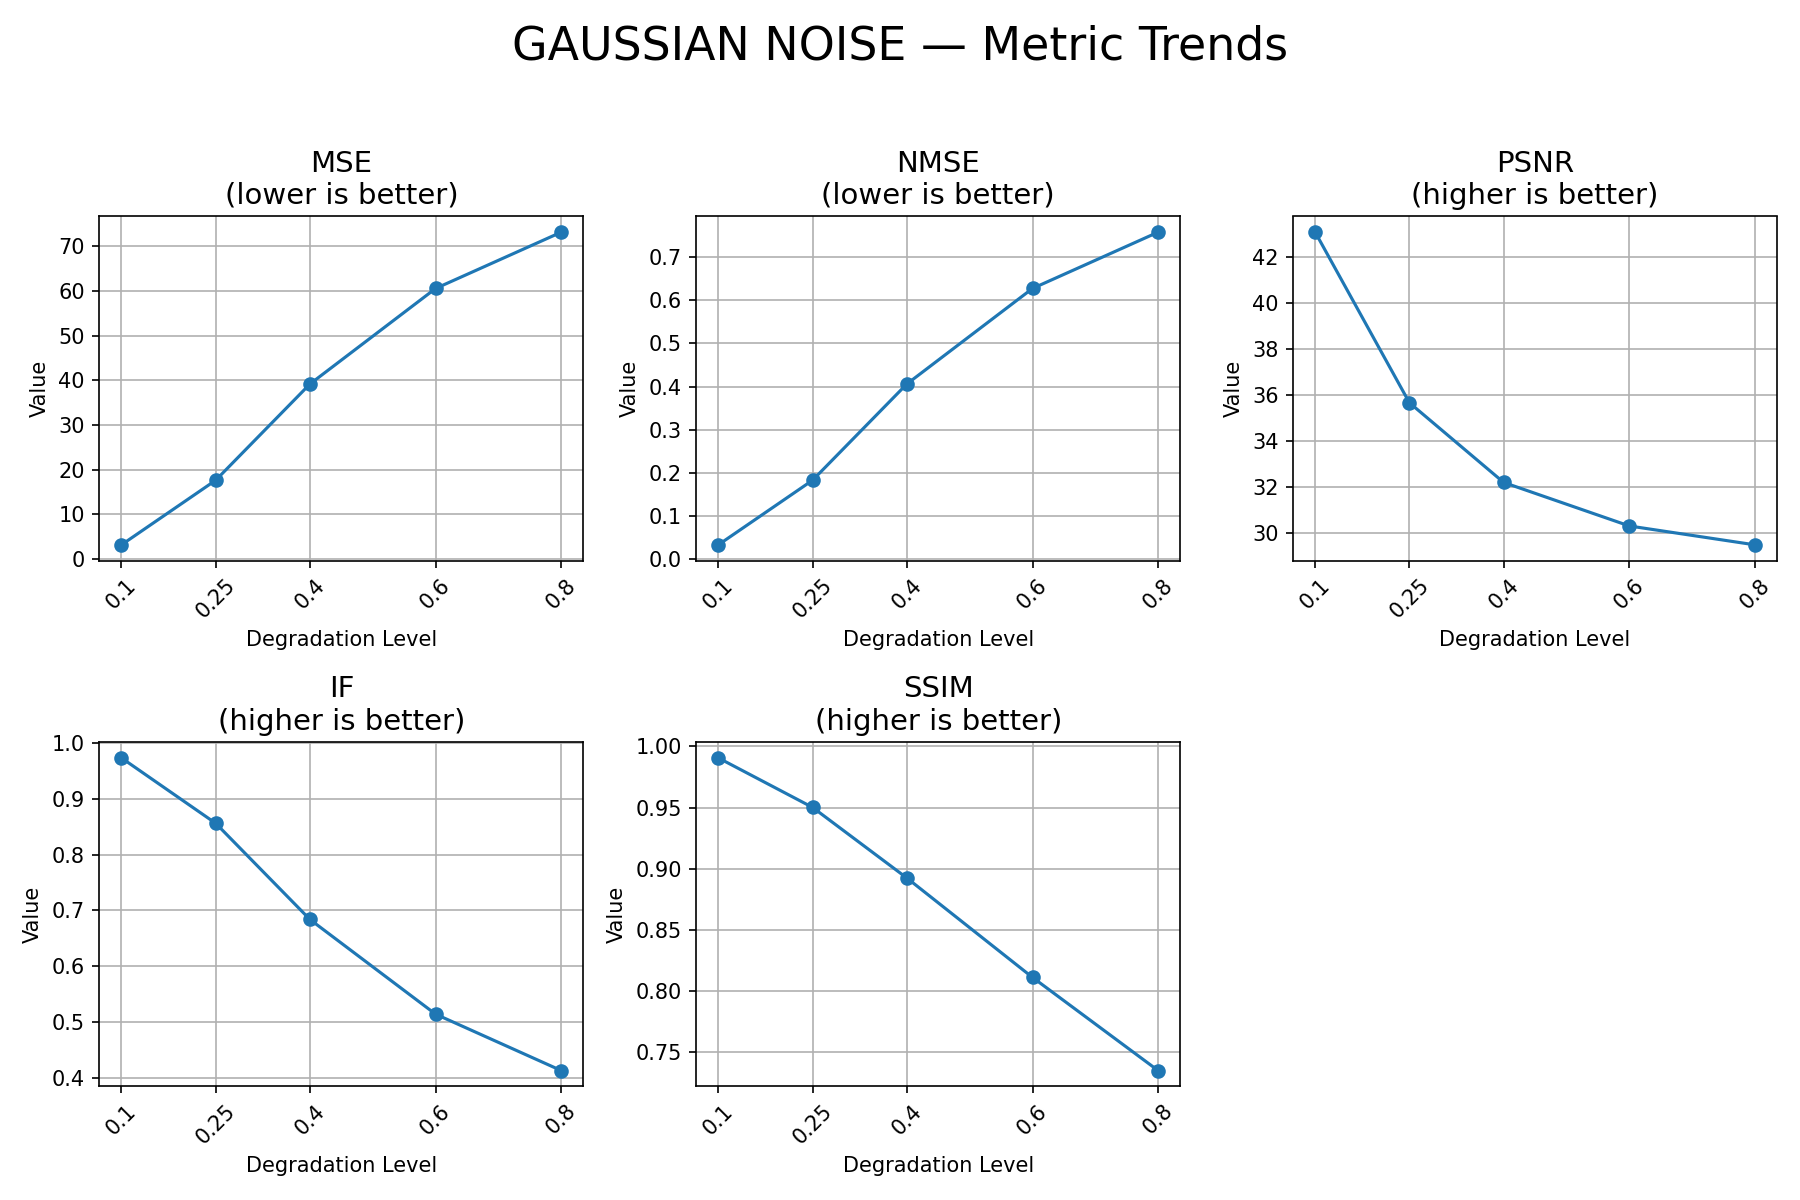 GAUSSIAN NOISE — Metric Trends
MSE
(lower is better)
70
60
50
40
30
20
10
0
Value
0.1
0.25
0.4
0.6
0.8
Degradation Level
NMSE
(lower is better)
0.7
0.6
0.5
0.4
0.3
0.2
0.1
0.0
Value
0.1
0.25
0.4
0.6
0.8
Degradation Level
PSNR
(higher is better)
42
40
38
36
34
32
30
Value
0.1
0.25
0.4
0.6
0.8
Degradation Level
IF
(higher is better)
1.0
0.9
0.8
0.7
0.6
0.5
0.4
Value
0.1
0.25
0.4
0.6
0.8
Degradation Level
SSIM
(higher is better)
1.00
0.95
0.90
0.85
0.80
0.75
Value
0.1
0.25
0.4
0.6
0.8
Degradation Level